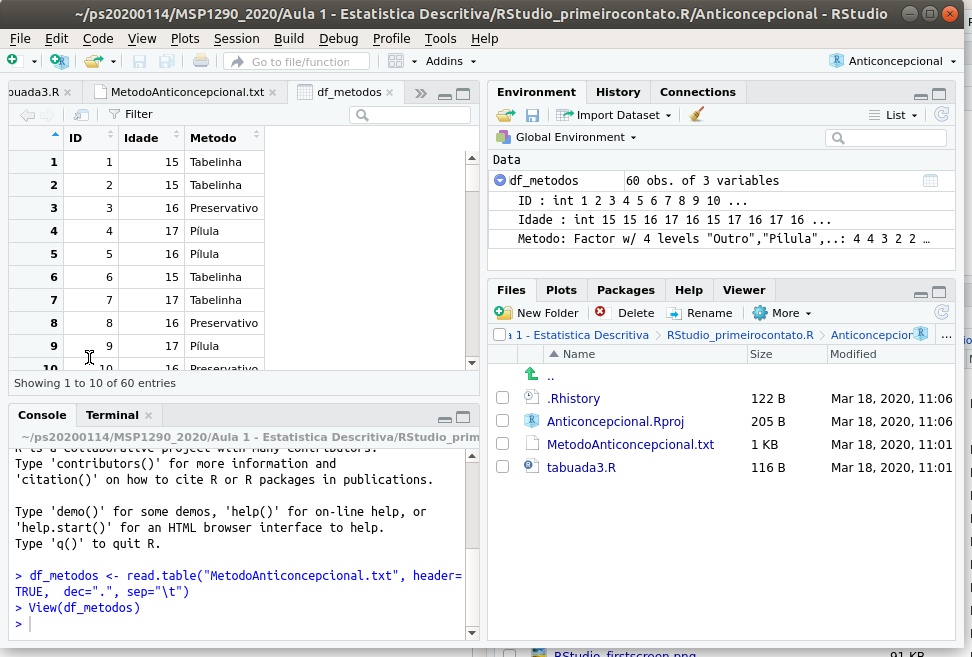 ~/ps20200114/MSP1290_2020/Aula 1 - Estatistica Descritiva/RStudio_primeirocontato.R/Anticoncepcional - RStudio
File Edit Code View Plots Session Build Debug Profile Tools Help
Go to file/function Addins Anticoncepcional
buada3.R MetodoAnticoncepcional.txt df_metodos
Filter
ID Idade Metodo
1 1 15 Tabelinha
2 2 15 Tabelinha
3 3 16 Preservativo
4 4 17 Pílula
5 5 16 Pílula
6 6 15 Tabelinha
7 7 17 Tabelinha
8 8 16 Preservativo
9 9 17 Pílula
10 10 16 Preservativo
Showing 1 to 10 of 60 entries
Console Terminal
~/ps20200114/MSP1290_2020/Aula 1 - Estatistica Descritiva/RStudio_prim
R is a collaborative project with many contributors.
Type 'contributors()' for more information and
'citation()' on how to cite R or R packages in publications.
Type 'demo()' for some demos, 'help()' for on-line help, or
'help.start()' for an HTML browser interface to help.
Type 'q()' to quit R.
> df_metodos <- read.table("MetodoAnticoncepcional.txt", header=
TRUE,  dec=".", sep="\t")
> View(df_metodos)
>
Environment History Connections
Import Dataset List
Global Environment
Data
df_metodos 60 obs. of 3 variables
ID : int 1 2 3 4 5 6 7 8 9 10 ...
Idade : int 15 15 16 17 16 15 17 16 17 16 ...
Metodo: Factor w/ 4 levels "Outro","Pílula",..: 4 4 3 2 2 …
Files Plots Packages Help Viewer
New Folder Delete Rename More
a 1 - Estatistica Descritiva RStudio_primeirocontato.R Anticoncepcior ...
Name Size Modified
..
.Rhistory 122 B Mar 18, 2020, 11:06
Anticoncepcional.Rproj 205 B Mar 18, 2020, 11:06
MetodoAnticoncepcional.txt 1 KB Mar 18, 2020, 11:01
tabuada3.R 116 B Mar 18, 2020, 11:01
RStudio_firstscreen.png 91 KB